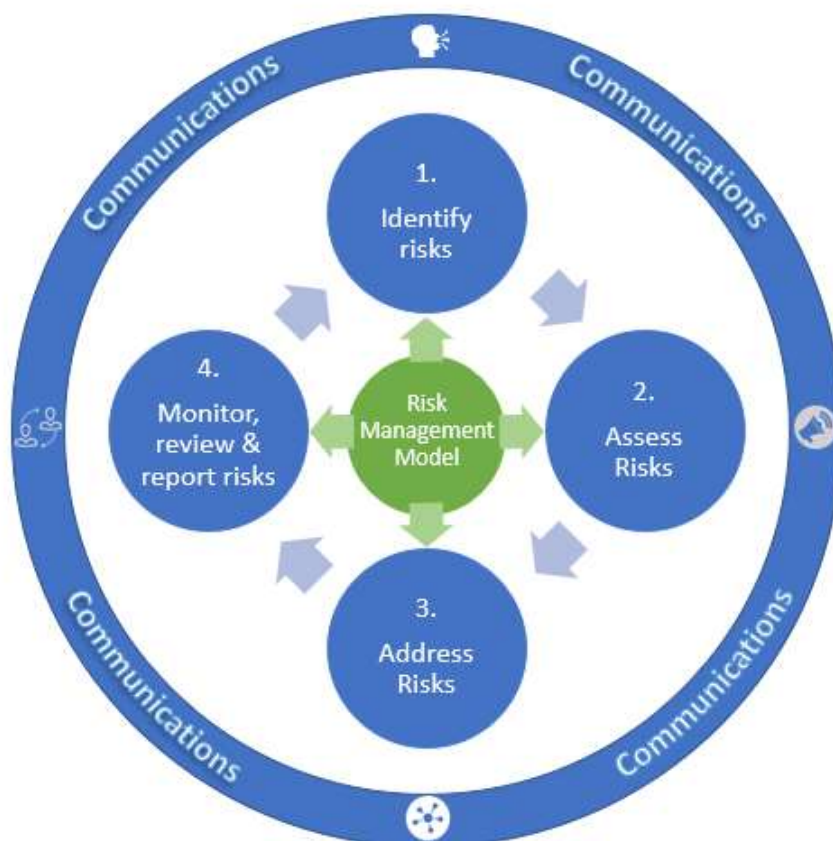 Communications
Communications
1.
Identify
risks
2.
Assess
Risks
3.
Address
Risks
4.
Monitor,
review &
report risks
Risk
Management
Model
Communications
Communications